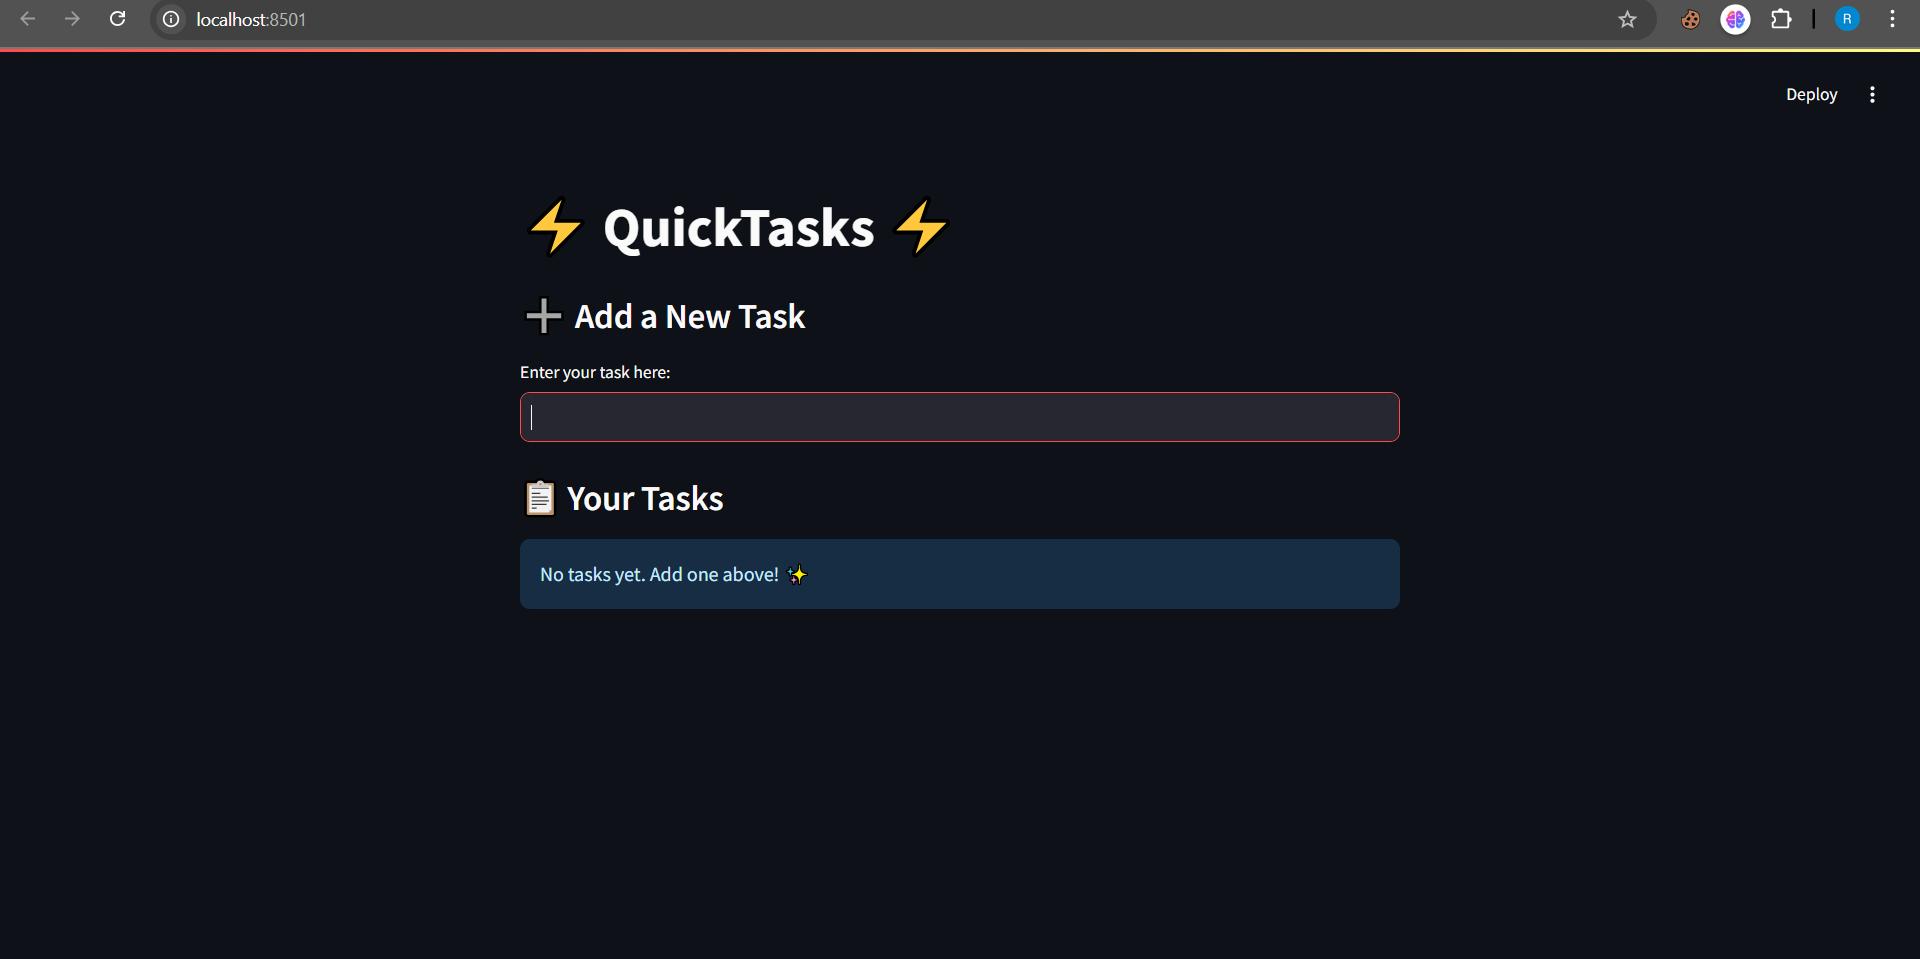 localhost:8501
R
Deploy
⚡ QuickTasks ⚡
➕ Add a New Task
Enter your task here:
📋 Your Tasks
No tasks yet. Add one above! ✨